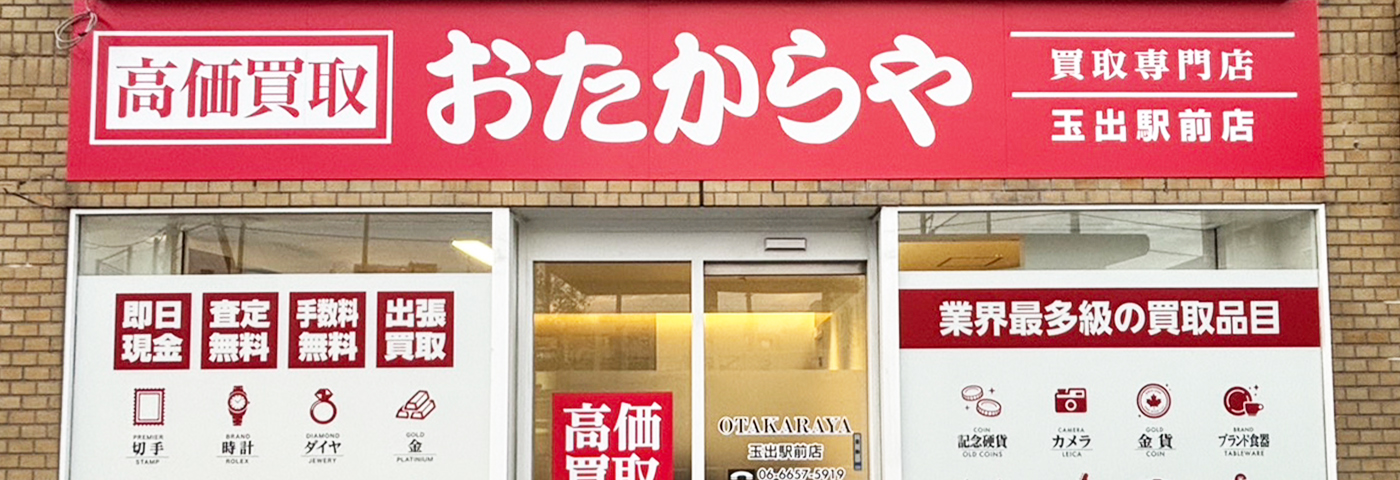 高価買取
おたからや
買取専門店
玉出駅前店
即日
現金
査定
無料
手数料
無料
出張
買取
PREMIER
切手
STAMP
BRAND
時計
ROLEX
DIAMOND
ダイヤ
JEWERY
GOLD
金
PLATINIUM
高価
買取
OTAKARAYA
玉出駅前店
06-6657-5919
業界最多級の買取品目
COIN
記念硬貨
OLD COINS
CAMERA
カメラ
LEICA
GOLD
金貨
COIN
BRAND
ブランド食器
TABLEWARE